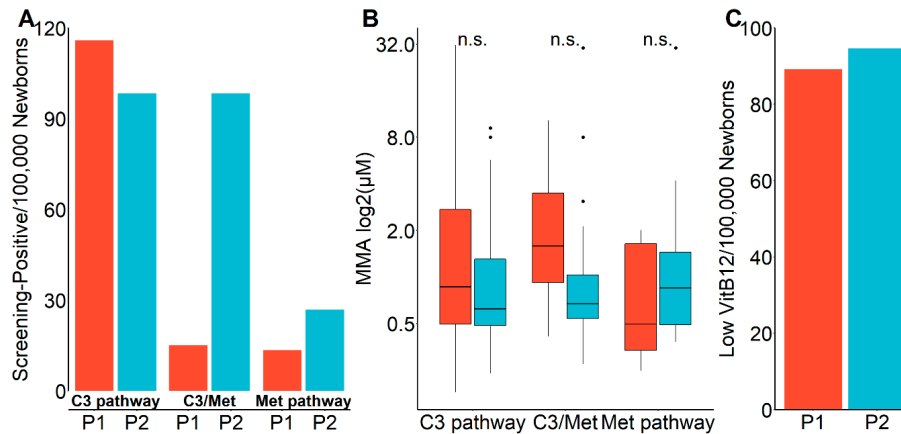 A
Screening-Positive/100,000 Newborns
120
90
60
30
0
C3 pathway C3/Met Met pathway
P1 P2 P1 P2 P1 P2
B
MMA log2(µM)
32.0
8.0
2.0
0.5
n.s. n.s. n.s.
C3 pathway C3/Met Met pathway
C
Low VitB12/100,000 Newborns
100
80
60
40
20
0
P1 P2